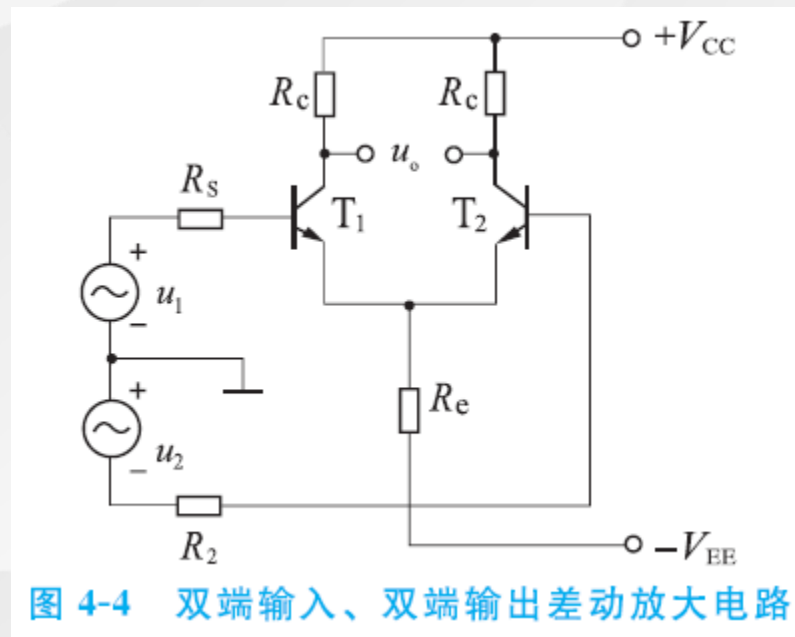 +V_CC
R_c R_c
u_o
R_s
T_1 T_2
+
u_1
−
+
R_e
u_2
−
R_2
−V_EE
图 4-4 双端输入、双端输出差动放大电路